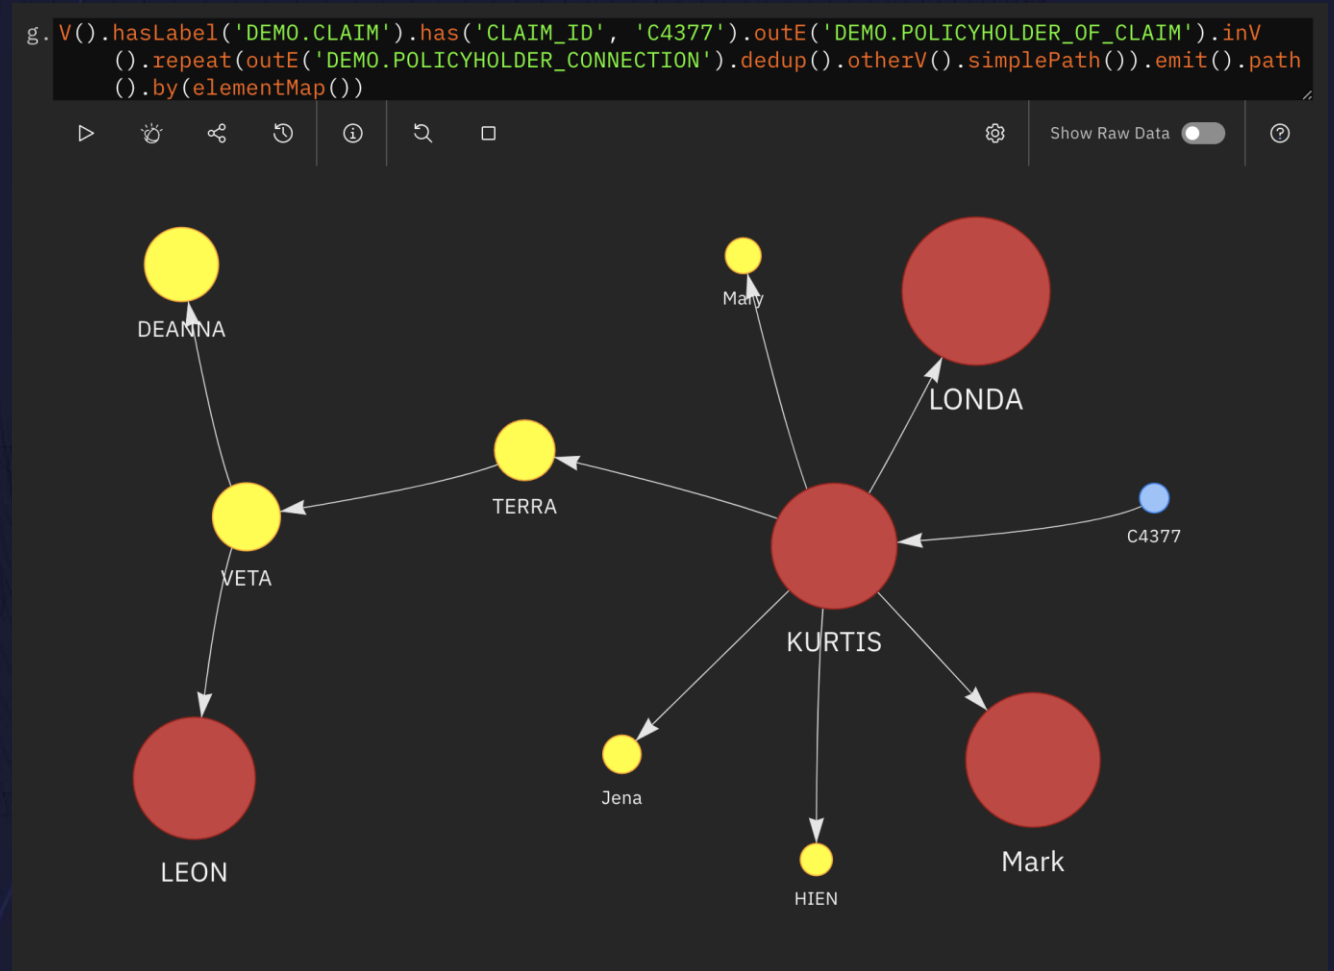 g. V().hasLabel('DEMO.CLAIM').has('CLAIM_ID', 'C4377').outE('DEMO.POLICYHOLDER_OF_CLAIM').inV
().repeat(outE('DEMO.POLICYHOLDER_CONNECTION').dedup().otherV().simplePath()).emit().path
().by(elementMap())
Show Raw Data
DEANNA
Mary
LONDA
TERRA
C4377
VETA
KURTIS
Jena
Mark
LEON
HIEN